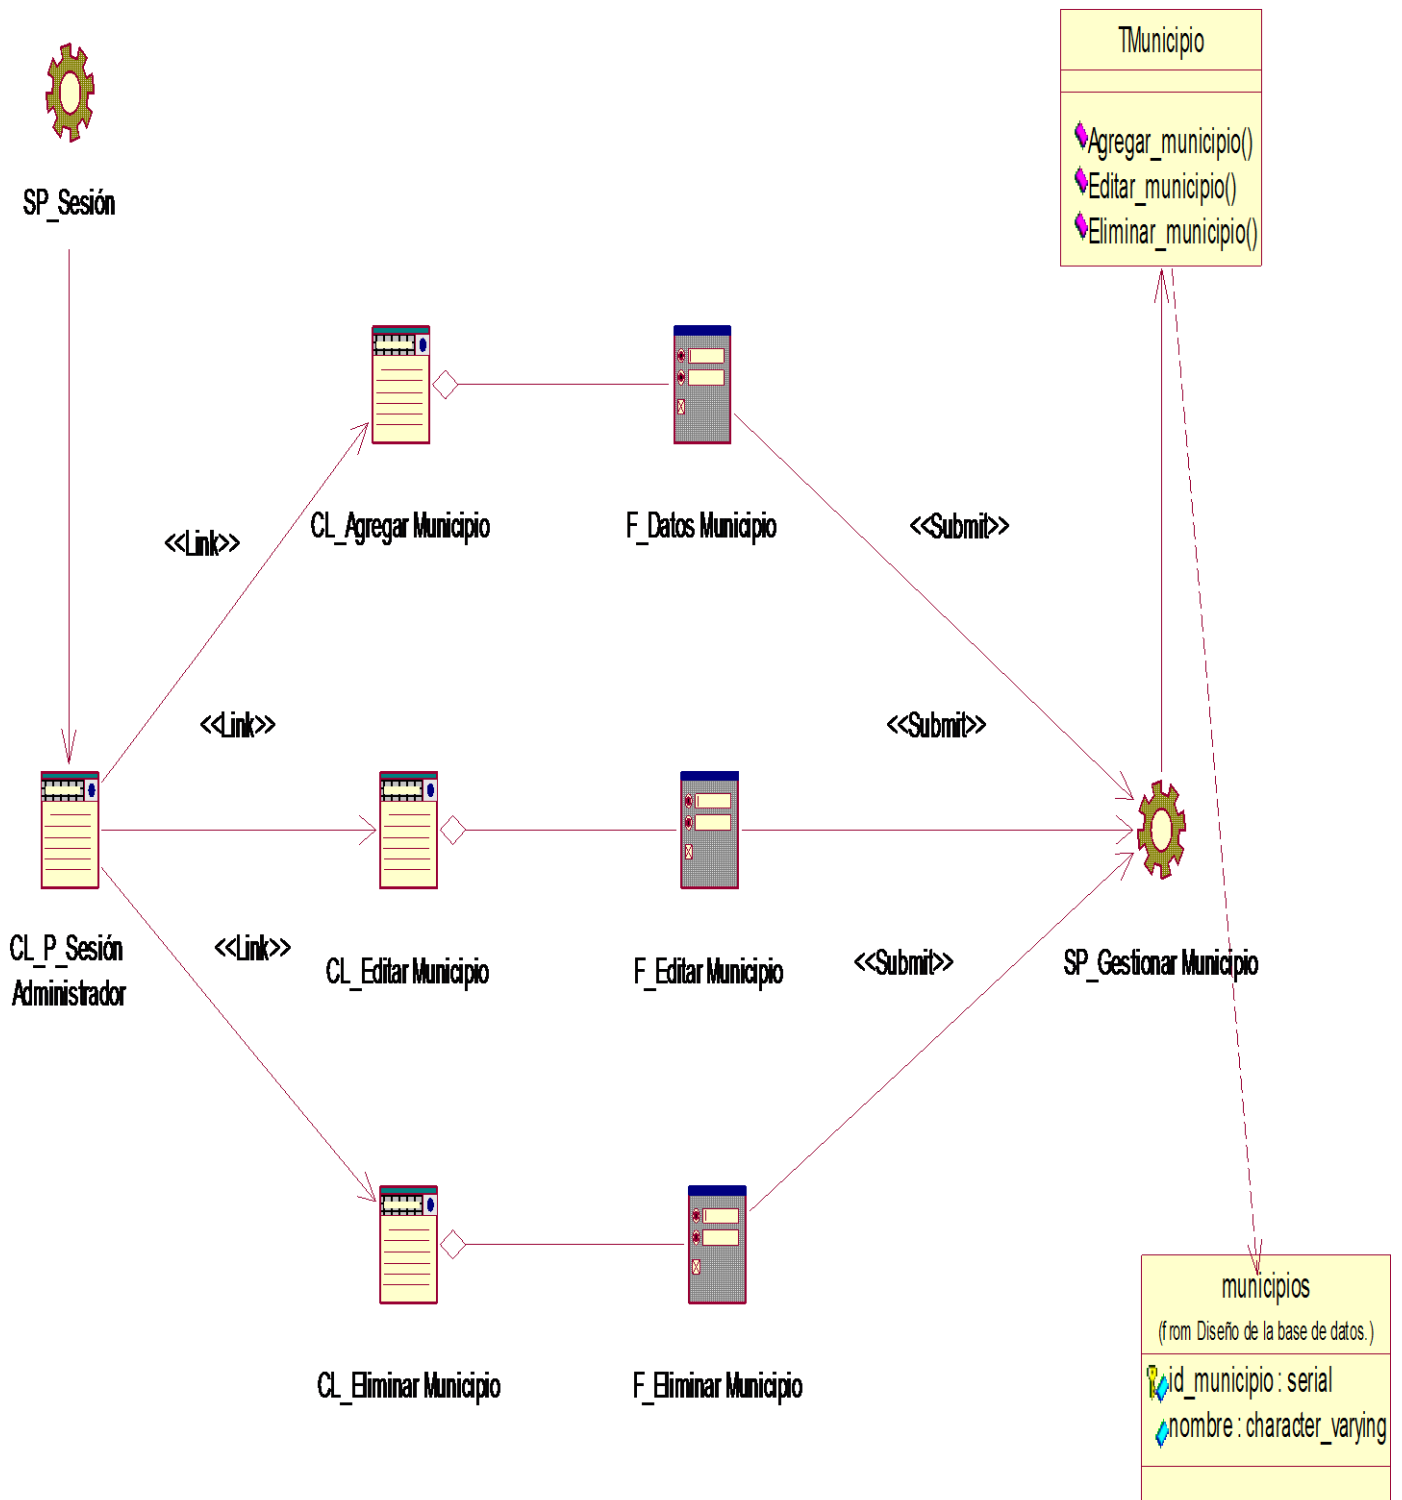 TMunicipio
Agregar_municipio()
Editar_municipio()
Eliminar_municipio()
SP_Sesión
CL_Agregar Municipio
F_Datos Municipio
<<Submit>>
<<Link>>
<<Link>>
<<Submit>>
CL_P_Sesión
Administrador
<<Link>>
CL_Editar Municipio
F_Editar Municipio
<<Submit>>
SP_Gestionar Municipio
CL_Eliminar Municipio
F_Eliminar Municipio
municipios
(from Diseño de la base de datos.)
id_municipio : serial
nombre : character_varying